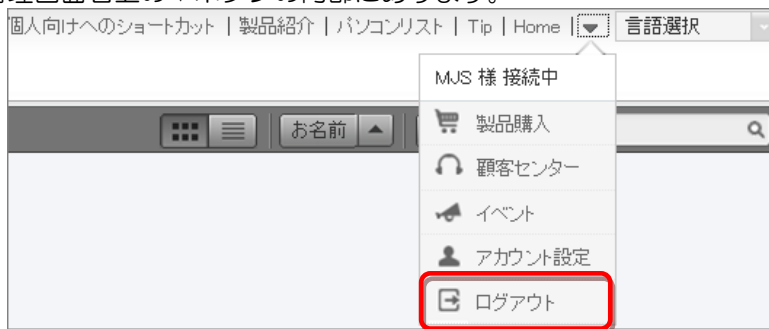 個人向けへのショートカット | 製品紹介 | パソコンリスト | Tip | Home | 言語選択
MJS 様 接続中
お名前
製品購入
顧客センター
イベント
アカウント設定
ログアウト